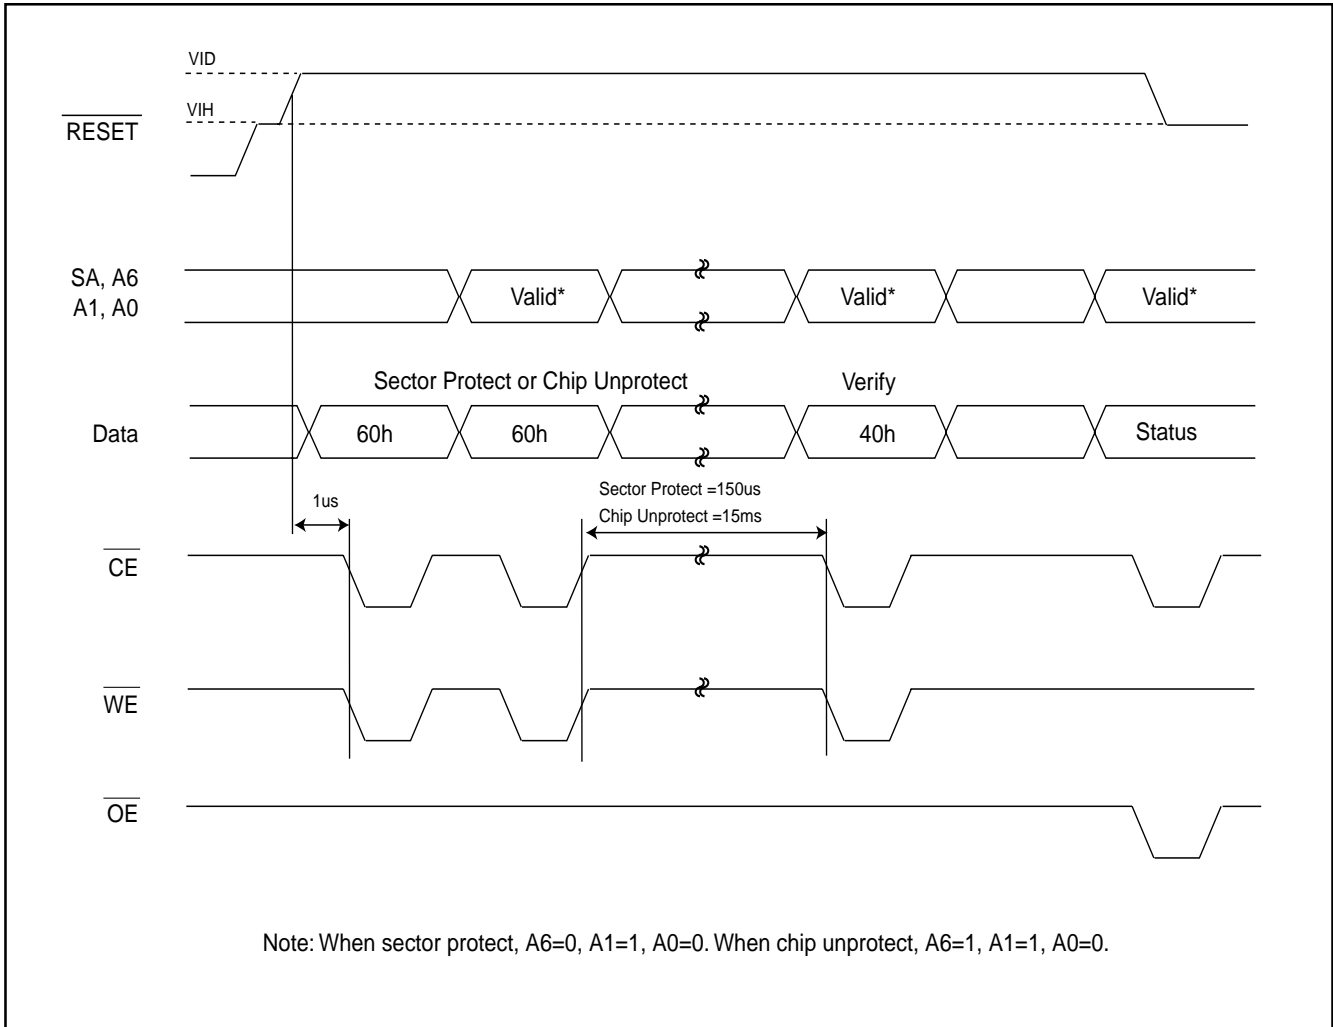 VID
VIH
RESET
SA, A6
A1, A0
Valid*
Valid*
Valid*
Sector Protect or Chip Unprotect
Verify
Data
60h
60h
40h
Status
1us
Sector Protect =150us
Chip Unprotect =15ms
CE
WE
OE
Note: When sector protect, A6=0, A1=1, A0=0. When chip unprotect, A6=1, A1=1, A0=0.